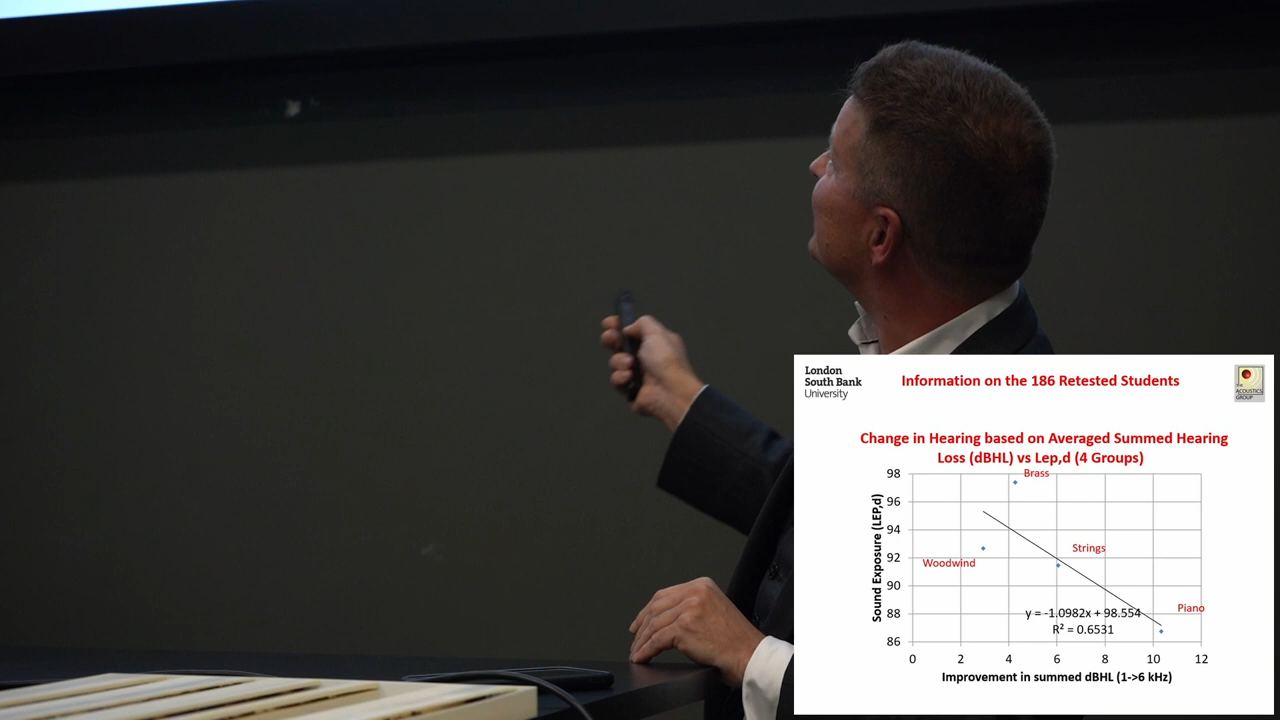 London
South Bank
University
Information on the 186 Retested Students
THE
ACOUSTICS
GROUP
Change in Hearing based on Averaged Summed Hearing
Loss (dBHL) vs Lep,d (4 Groups)
Sound Exposure (LEP,d)
98
96
94
92
90
88
86
Brass
Strings
Woodwind
Piano
y = -1.0982x + 98.554
R² = 0.6531
0 2 4 6 8 10 12
Improvement in summed dBHL (1->6 kHz)